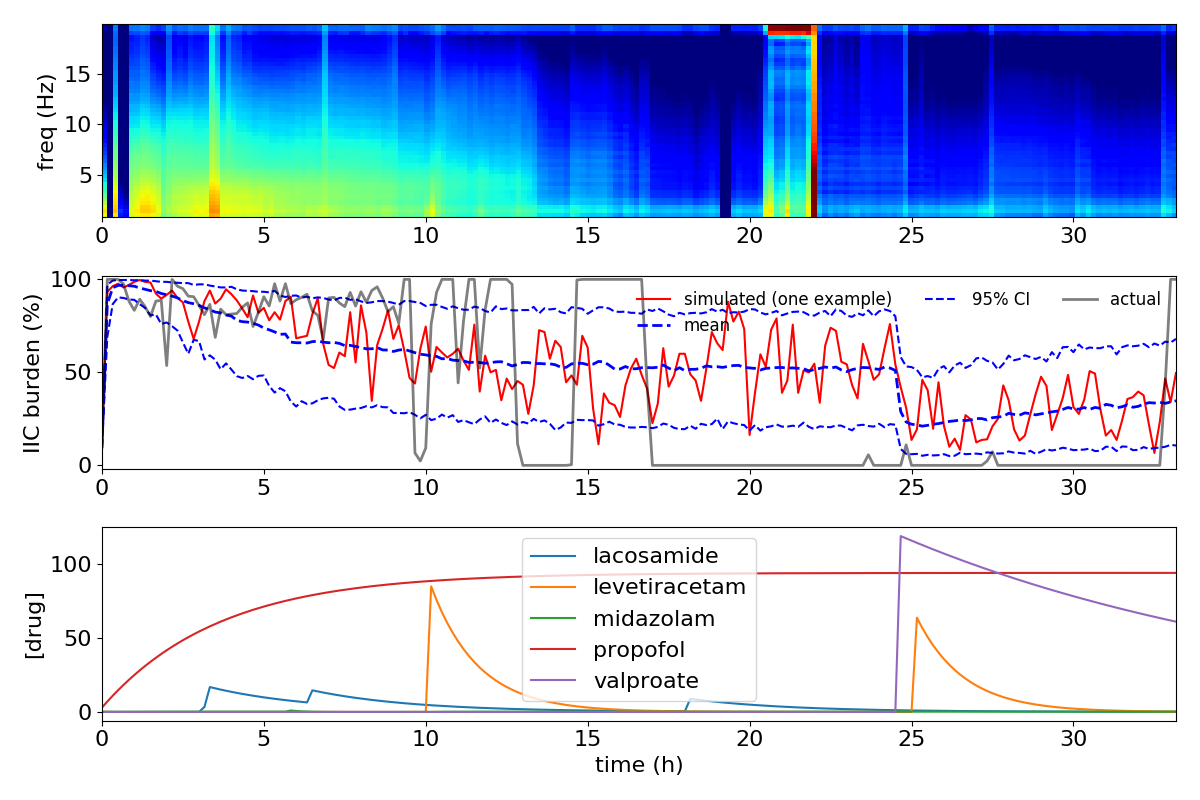 freq (Hz)
15
10
5
0 5 10 15 20 25 30
IIC burden (%)
100
50
0
simulated (one example) 95% CI actual
mean
0 5 10 15 20 25 30
[drug]
100
50
0
lacosamide
levetiracetam
midazolam
propofol
valproate
0 5 10 15 20 25 30
time (h)